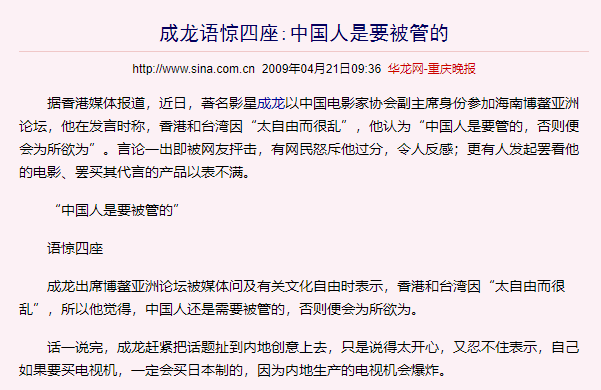 成龙语惊四座:中国人是要被管的
http://www.sina.com.cn 2009年04月21日09:36 华龙网-重庆晚报
据香港媒体报道，近日，著名影星成龙以中国电影家协会副主席身份参加海南博鳌亚洲
论坛，他在发言时称，香港和台湾因“太自由而很乱”，他认为“中国人是要管的，否则便
会为所欲为”。言论一出即被网友抨击，有网民怒斥他过分，令人反感；更有人发起罢看他
的电影、罢买其代言的产品以表不满。
“中国人是要被管的”
语惊四座
成龙出席博鳌亚洲论坛被媒体问及有关文化自由时表示，香港和台湾因“太自由而很
乱”，所以他觉得，中国人还是需要被管的，否则便会为所欲为。
话一说完，成龙赶紧把话题扯到内地创意上去，只是说得太开心，又忍不住表示，自己
如果要买电视机，一定会买日本制的，因为内地生产的电视机会爆炸。